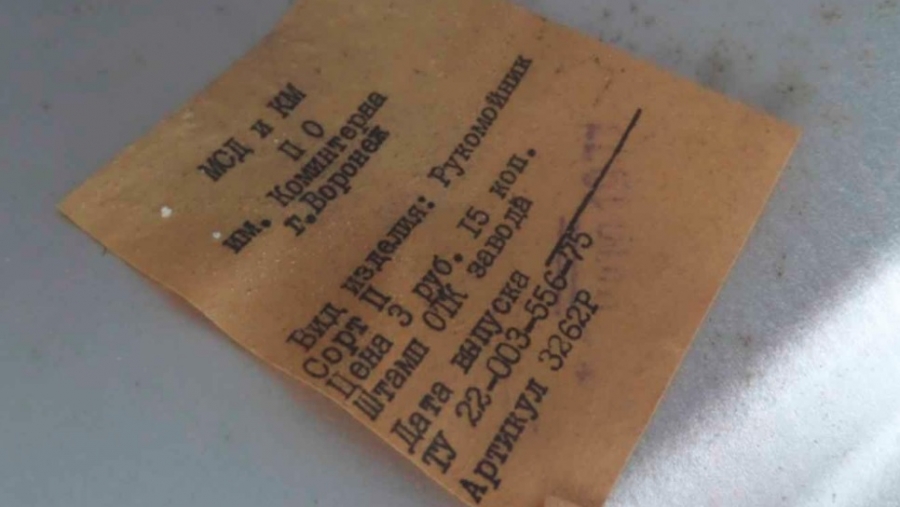 МСД и КМ
П О
им. Коминтерна
г.Воронеж
Вид изделия: Рукомойник
Сорт II
Цена 3 руб. 15 коп.
Штамп ОТК завода
Дата выпуска
ТУ 22-003-556-75
Артикул 3262Р